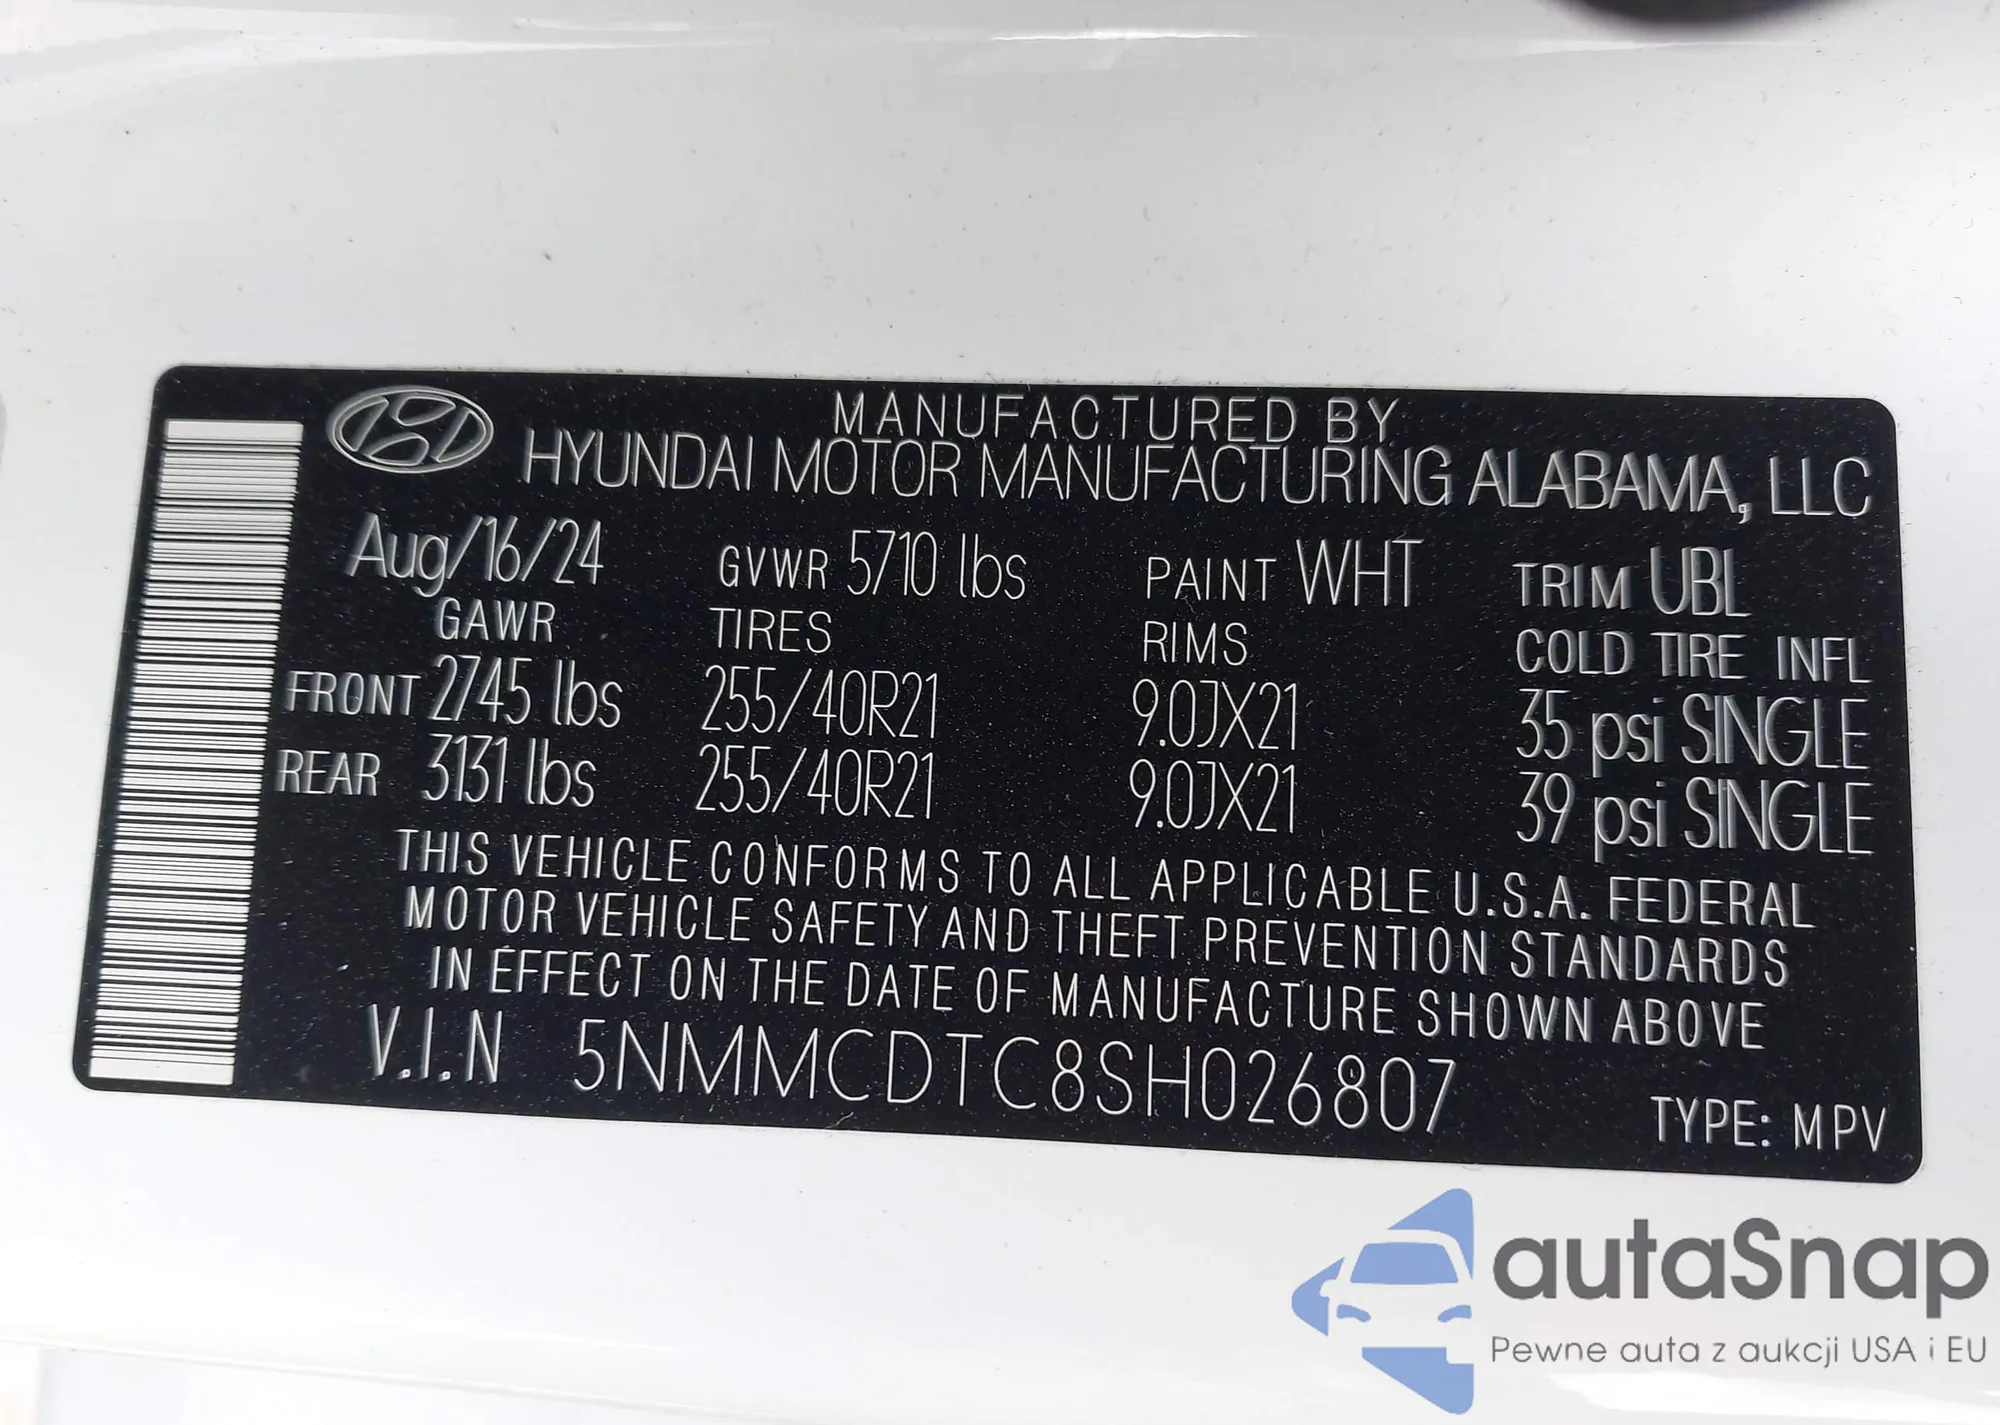 MANUFACTURED BY
HYUNDAI MOTOR MANUFACTURING ALABAMA, LLC
Aug/16/24 GVWR 5710 lbs PAINT WHT TRIM UBL
GAWR TIRES RIMS COLD TIRE INFL
FRONT 2745 lbs 255/40R21 9.0JX21 35 psi SINGLE
REAR 3131 lbs 255/40R21 9.0JX21 39 psi SINGLE
THIS VEHICLE CONFORMS TO ALL APPLICABLE U.S.A. FEDERAL
MOTOR VEHICLE SAFETY AND THEFT PREVENTION STANDARDS
IN EFFECT ON THE DATE OF MANUFACTURE SHOWN ABOVE
V.I.N 5NMMCDTC8SH026807
TYPE: MPV
autaSnap
Pewne auta z aukcji USA i EU